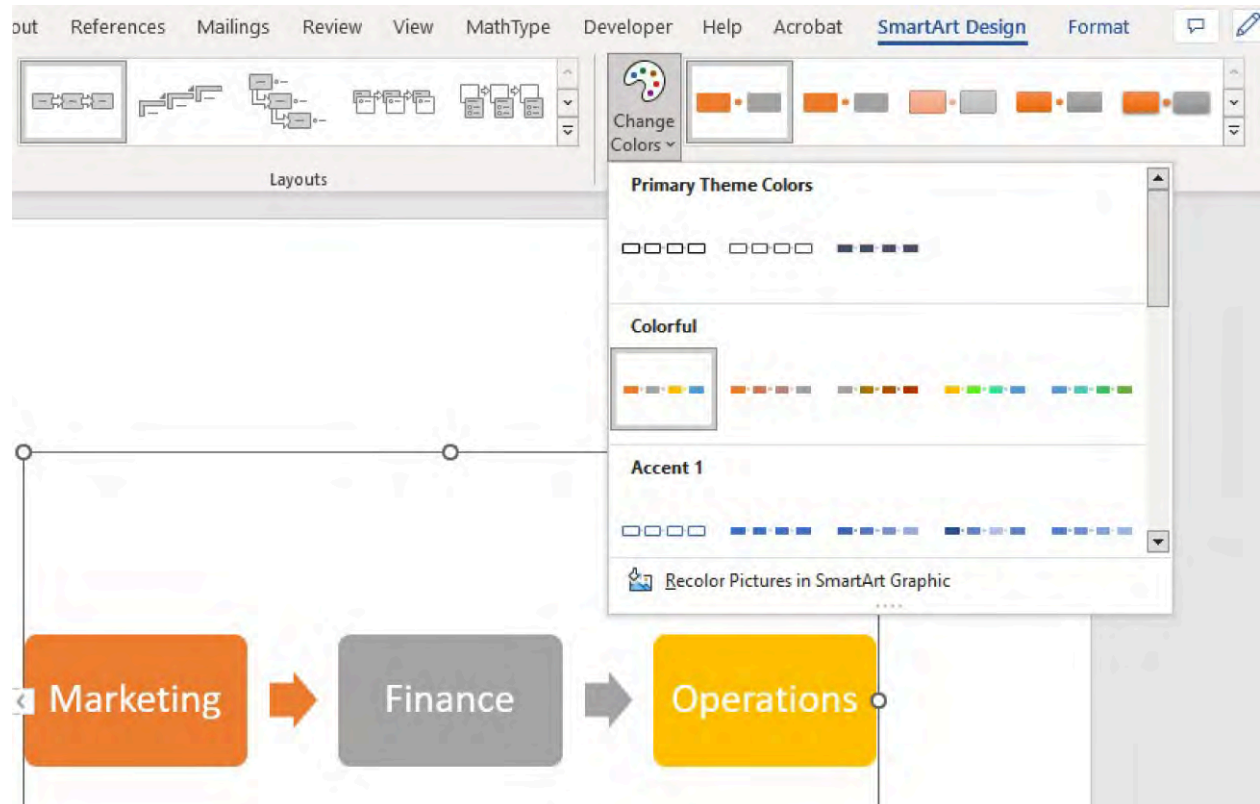 out References Mailings Review View MathType Developer Help Acrobat SmartArt Design Format
Change
Colors
Layouts
Primary Theme Colors
Colorful
Accent 1
Recolor Pictures in SmartArt Graphic
Marketing Finance Operations